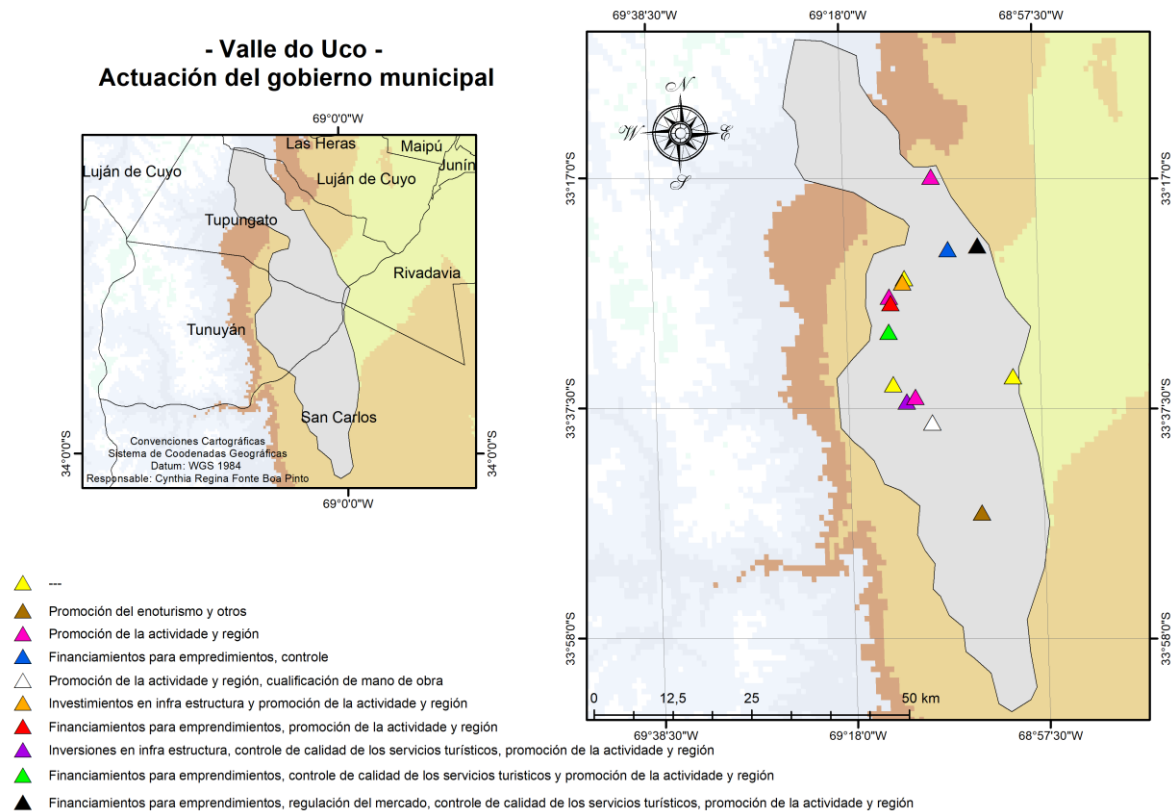 - Valle do Uco -
Actuación del gobierno municipal
69°0'0"W
Las Heras
Maipú
Junín
Luján de Cuyo
Luján de Cuyo
Tupungato
Rivadavia
Tunuyán
San Carlos
Convenciones Cartográficas
Sistema de Coodenadas Geográficas
Datum: WGS 1984
Responsable: Cynthia Regina Fonte Boa Pinto
34°0'0"S
34°0'0"S
69°0'0"W
69°38'30"W
69°18'0"W
68°57'30"W
N
W
E
S
33°17'0"S
33°17'0"S
33°37'30"S
33°37'30"S
33°58'0"S
33°58'0"S
0
12,5
25
50 km
69°38'30"W
69°18'0"W
68°57'30"W
---
Promoción del enoturismo y otros
Promoción de la actividade y región
Financiamientos para empredimientos, controle
Promoción de la actividade y región, cualificación de mano de obra
Investimientos en infra estructura y promoción de la actividade y región
Financiamientos para emprendimientos, promoción de la actividade y región
Inversiones en infra estructura, controle de calidad de los servicios turísticos, promoción de la actividade y región
Financiamientos para emprendimientos, controle de calidad de los servicios turisticos y promoción de la actividade y región
Financiamientos para emprendimientos, regulación del mercado, controle de calidad de los servicios turísticos, promoción de la actividade y región